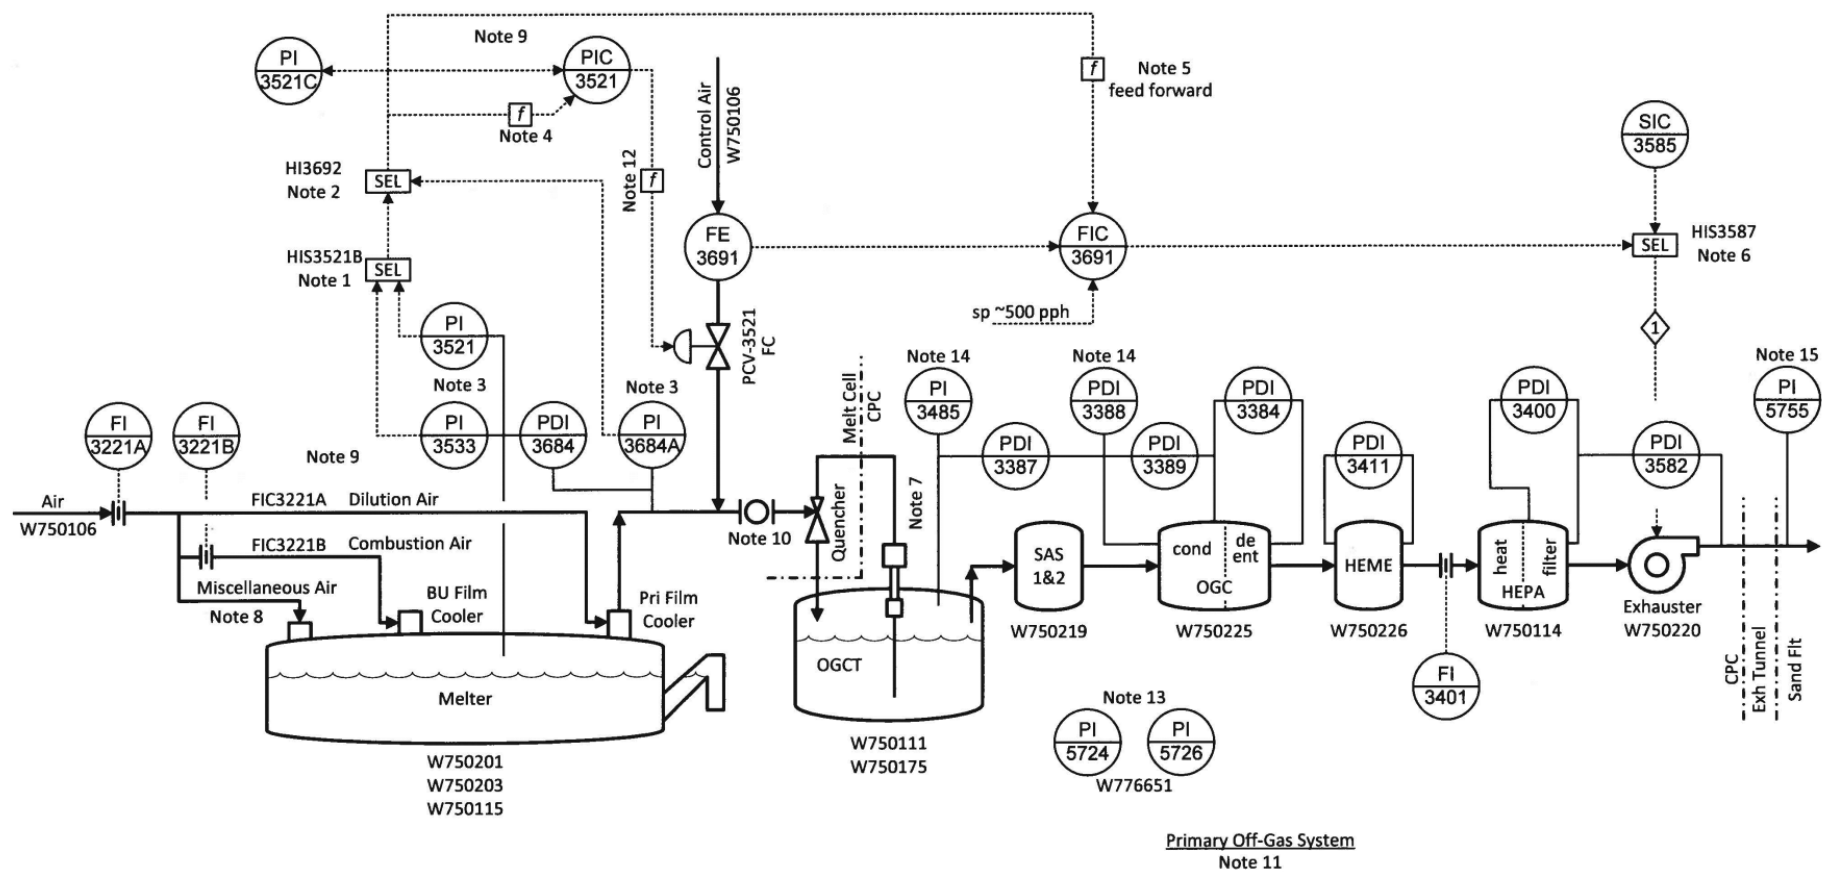 Note 9
PI
3521C
PIC
3521
f
Note 4
f
Note 5
feed forward
Control Air
W750106
SIC
3585
HI3692
Note 2
SEL
Note 12
f
FE
3691
FIC
3691
SEL
HIS3587
Note 6
HIS3521B
Note 1
SEL
sp ~500 pph
PI
3521
PCV-3521
FC
1
Note 3
Note 3
Note 14
Note 14
Note 15
Melt Cell
CPC
PI
3485
PDI
3388
PDI
3384
PDI
3400
PI
5755
FI
3221A
FI
3221B
PI
3533
PDI
3684
PI
3684A
PDI
3387
PDI
3389
PDI
3411
PDI
3582
Note 9
Air
W750106
FIC3221A
Dilution Air
FIC3221B
Combustion Air
Miscellaneous Air
Note 8
BU Film
Cooler
Pri Film
Cooler
Note 10
Quencher
Note 7
SAS
1&2
cond
de
ent
OGC
HEME
heat
filter
HEPA
Exhauster
W750220
W750219
W750225
W750226
W750114
OGCT
Melter
FI
3401
CPC
Exh Tunnel
Sand Flt
Note 13
PI
5724
PI
5726
W776651
W750201
W750203
W750115
W750111
W750175
Primary Off-Gas System
Note 11